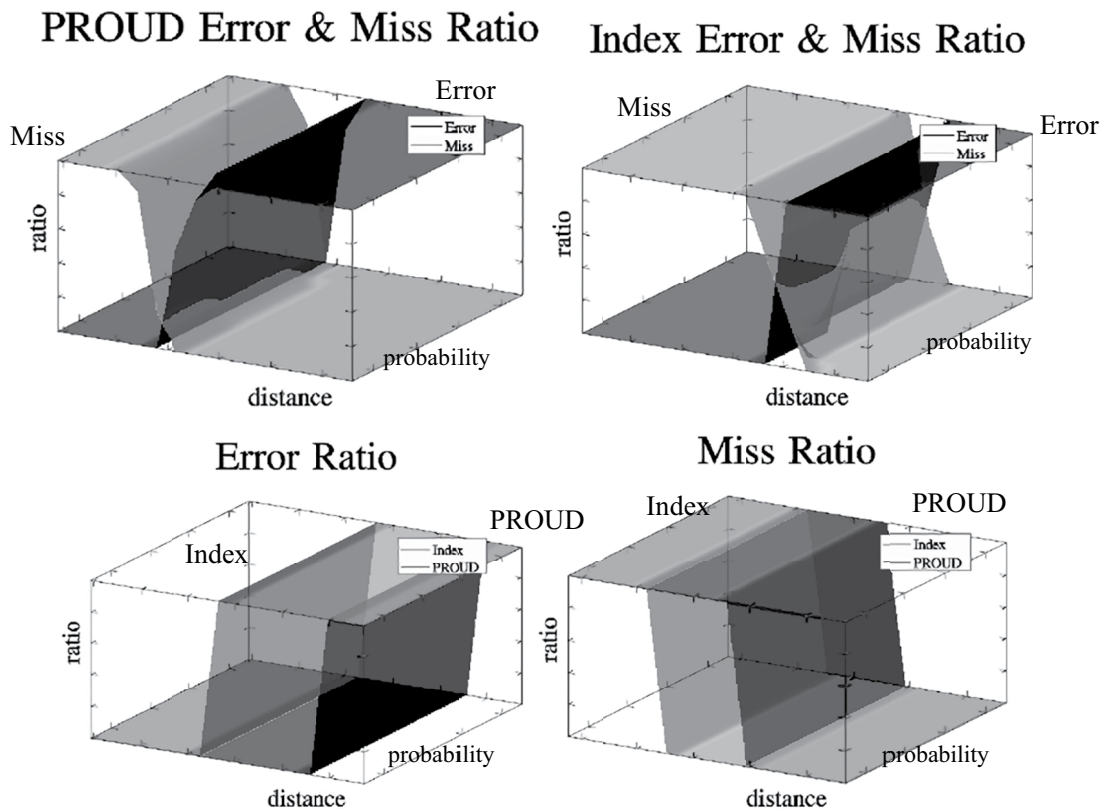 PROUD Error & Miss Ratio
Miss
Error
Error
Miss
ratio
probability
distance
Index Error & Miss Ratio
Miss
Error
Error
Miss
ratio
probability
distance
Error Ratio
Index
PROUD
Index
PROUD
ratio
probability
distance
Miss Ratio
Index
PROUD
Index
PROUD
ratio
probability
distance